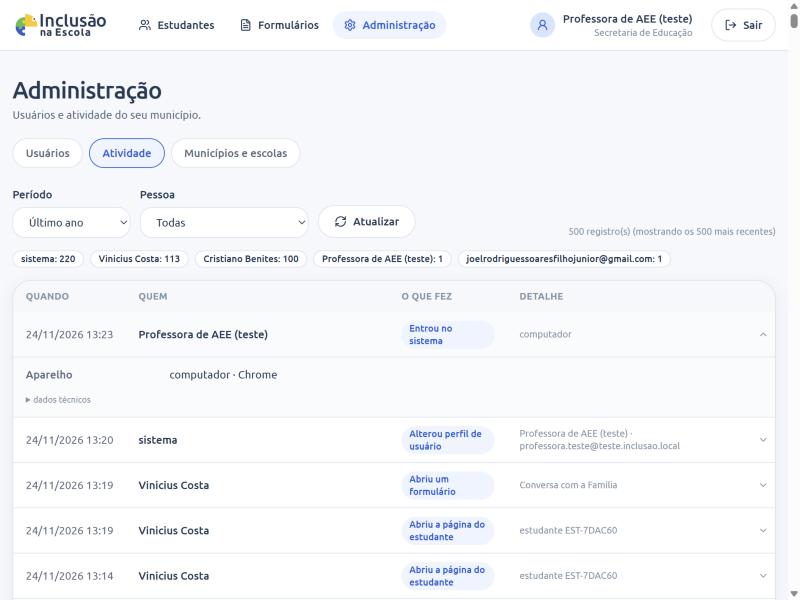 Inclusão
na Escola
Estudantes
Formulários
Administração
Professora de AEE (teste)
Secretaria de Educação
Sair
Administração
Usuários e atividade do seu município.
Usuários
Atividade
Municípios e escolas
Período
Pessoa
Último ano
Todas
Atualizar
500 registro(s) (mostrando os 500 mais recentes)
sistema: 220
Vinicius Costa: 113
Cristiano Benites: 100
Professora de AEE (teste): 1
joelrodriguessoaresfilhojunior@gmail.com: 1
QUANDO QUEM O QUE FEZ DETALHE
24/11/2026 13:23 Professora de AEE (teste) Entrou no sistema computador
Aparelho computador · Chrome
dados técnicos
24/11/2026 13:20 sistema Alterou perfil de usuário Professora de AEE (teste) · professora.teste@teste.inclusao.local
24/11/2026 13:19 Vinicius Costa Abriu um formulário Conversa com a Família
24/11/2026 13:19 Vinicius Costa Abriu a página do estudante estudante EST-7DAC60
24/11/2026 13:14 Vinicius Costa Abriu a página do estudante estudante EST-7DAC60